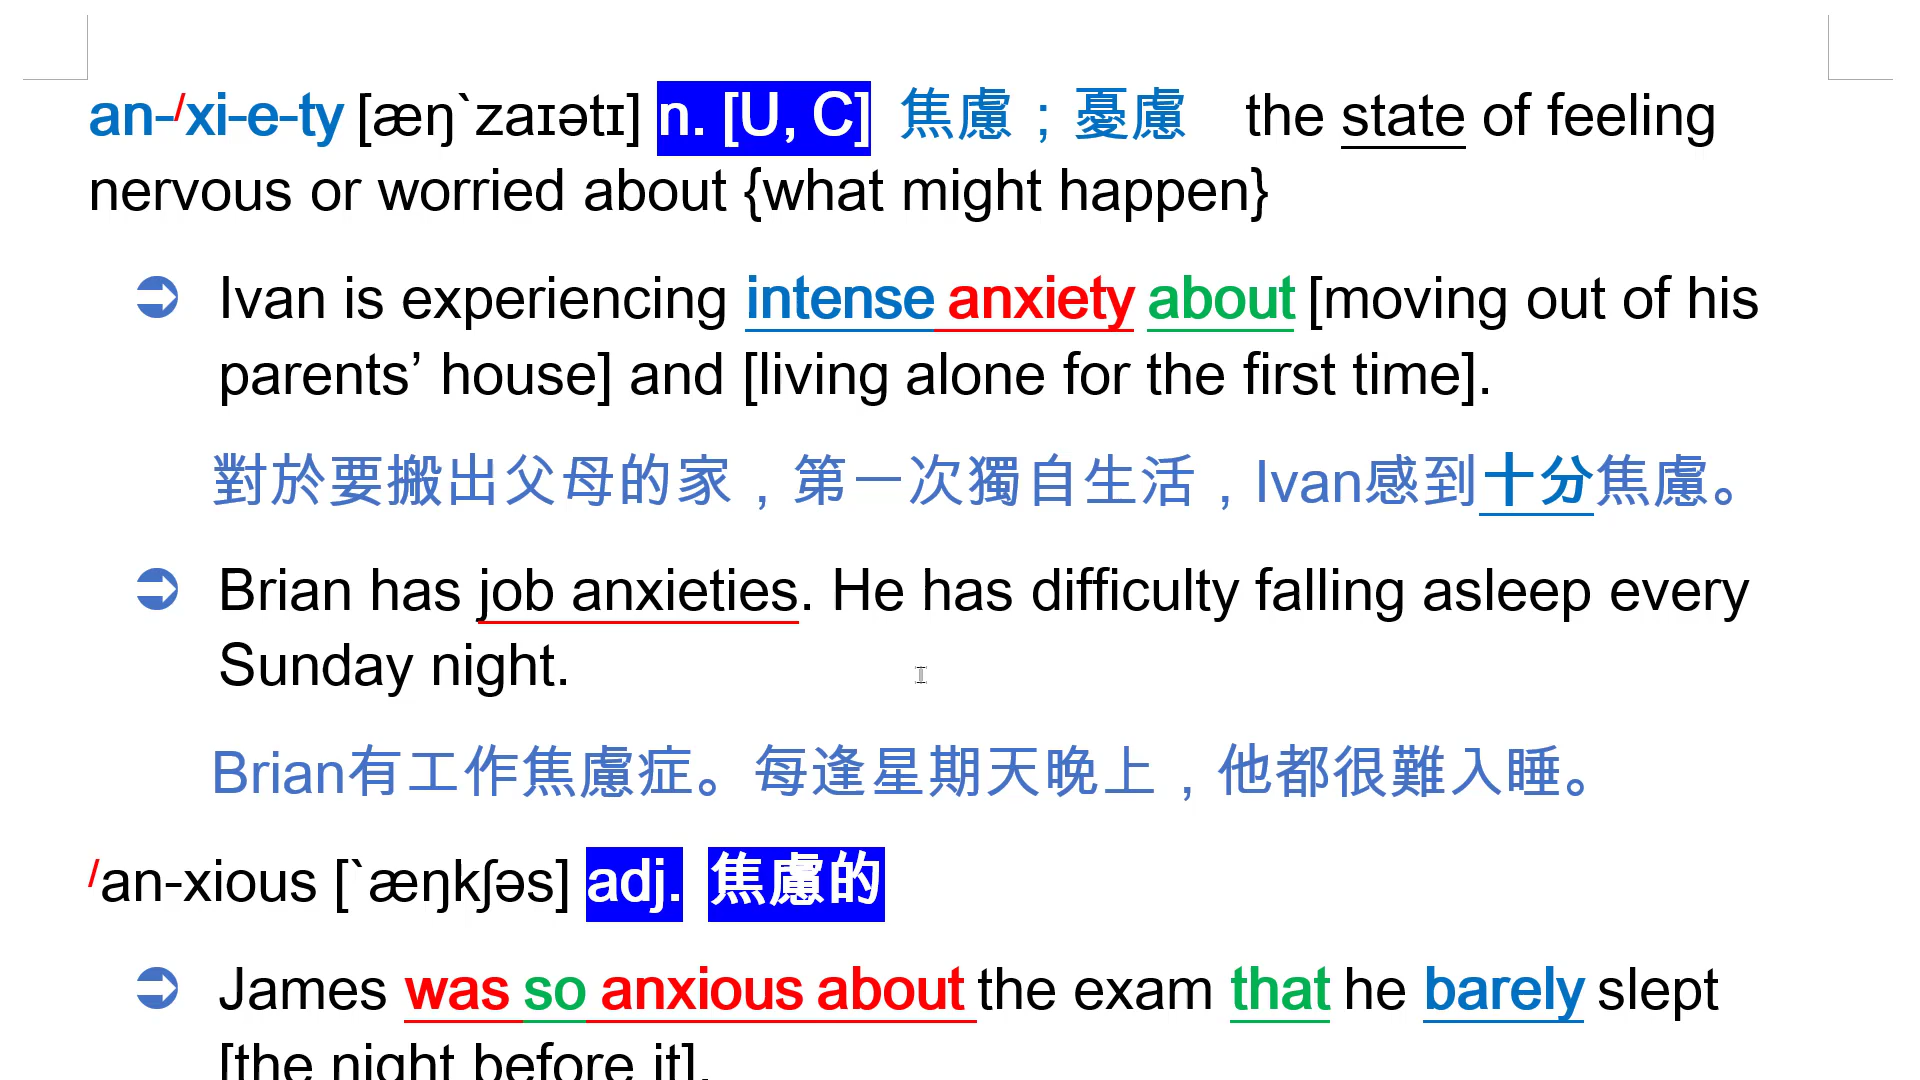 an-/xi-e-ty [æŋˋzaɪətɪ] n. [U, C] 焦慮；憂慮 the state of feeling
nervous or worried about {what might happen}
Ivan is experiencing intense anxiety about [moving out of his
parents’ house] and [living alone for the first time].
對於要搬出父母的家，第一次獨自生活，Ivan感到十分焦慮。
Brian has job anxieties. He has difficulty falling asleep every
Sunday night.
Brian有工作焦慮症。每逢星期天晚上，他都很難入睡。
/an-xious [ˋæŋkʃəs] adj. 焦慮的
James was so anxious about the exam that he barely slept
[the night before it].